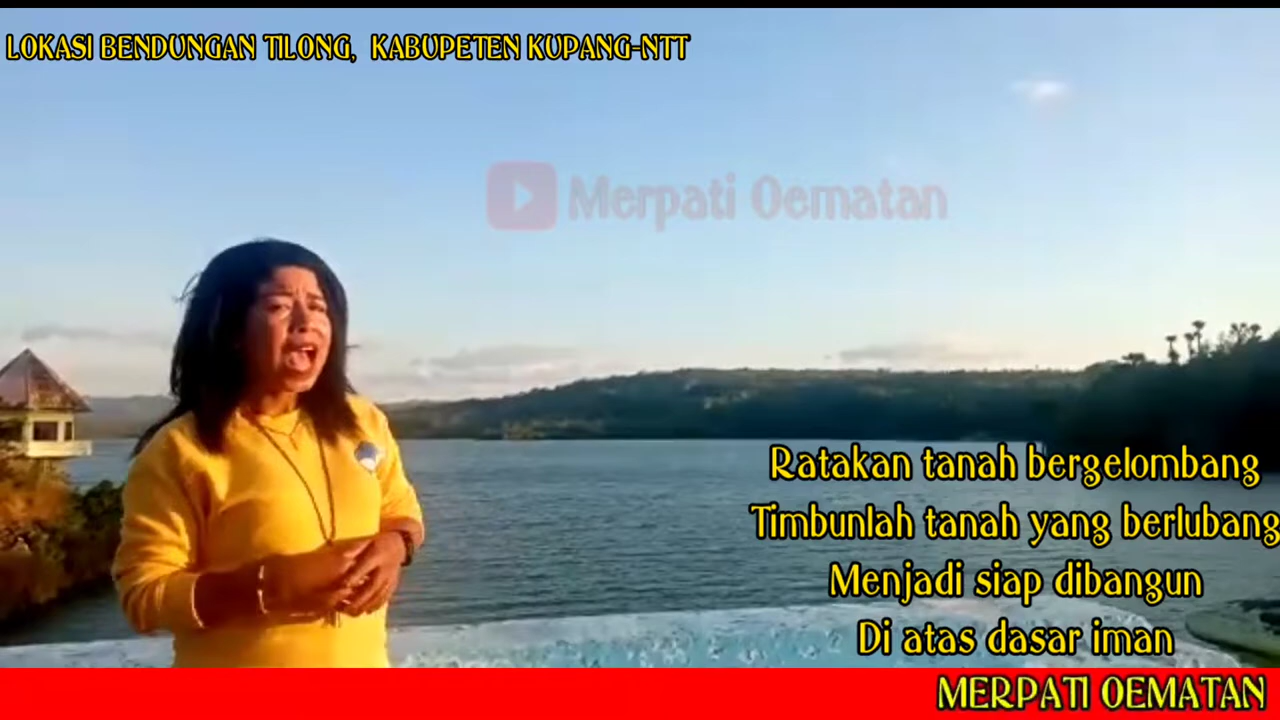 LOKASI BENDUNGAN TILONG, KABUPETEN KUPANG-NTT
Merpati Oematan
Ratakan tanah bergelombang
Timbunlah tanah yang berlubang
Menjadi siap dibangun
Di atas dasar iman
MERPATI OEMATAN